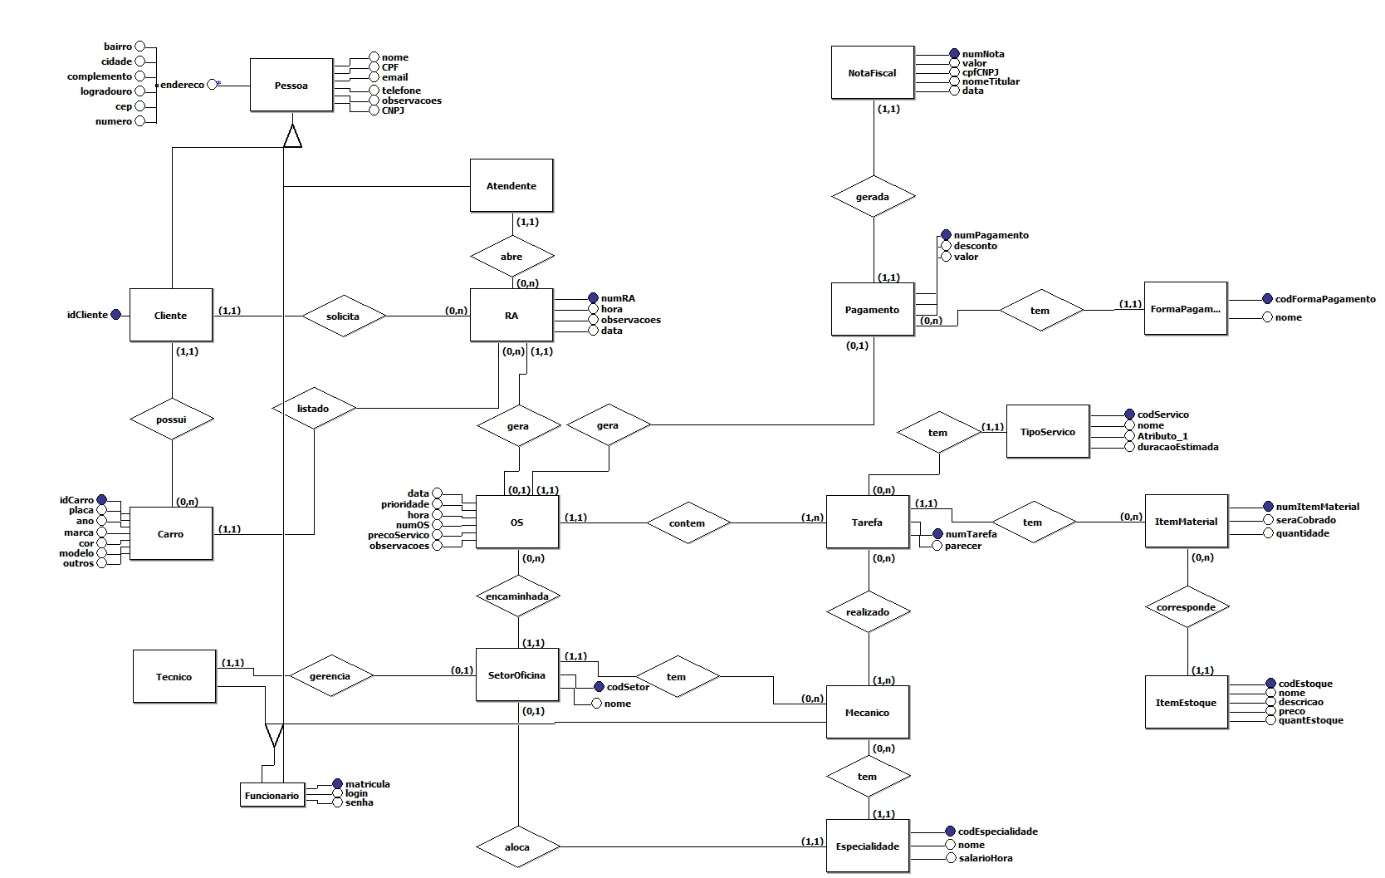 bairro
cidade
complemento
logradouro
cep
numero
endereco
*
Pessoa
nome
CPF
email
telefone
observacoes
CNPJ
NotaFiscal
numNota
valor
cpfCNPJ
nomeTitular
data
(1,1)
gerada
(1,1)
Atendente
(1,1)
abre
(0,n)
numPagamento
desconto
valor
Pagamento
(0,n)
tem
(1,1)
FormaPagam...
codFormaPagamento
nome
(0,1)
idCliente
Cliente
(1,1)
solicita
(0,n)
RA
numRA
hora
observacoes
data
(1,1)
(0,n)
(1,1)
possui
listado
gera
gera
tem
(1,1)
TipoServico
codServico
nome
Atributo_1
duracaoEstimada
(0,n)
idCarro
placa
ano
marca
cor
modelo
outros
Carro
(1,1)
data
prioridade
hora
numOS
precoServico
observacoes
(0,1)
(1,1)
OS
(1,1)
contem
(1,n)
(0,n)
Tarefa
(1,1)
numTarefa
parecer
tem
(0,n)
ItemMaterial
numItemMaterial
seraCobrado
quantidade
(0,n)
encaminhada
(1,1)
(0,n)
realizado
(1,n)
(0,n)
corresponde
(1,1)
Tecnico
(1,1)
gerencia
(0,1)
SetorOficina
(1,1)
codSetor
nome
tem
(0,n)
Mecanico
ItemEstoque
codEstoque
nome
descricao
preco
quantEstoque
(0,1)
(0,n)
tem
(1,1)
Funcionario
matricula
login
senha
aloca
(1,1)
Especialidade
codEspecialidade
nome
salarioHora